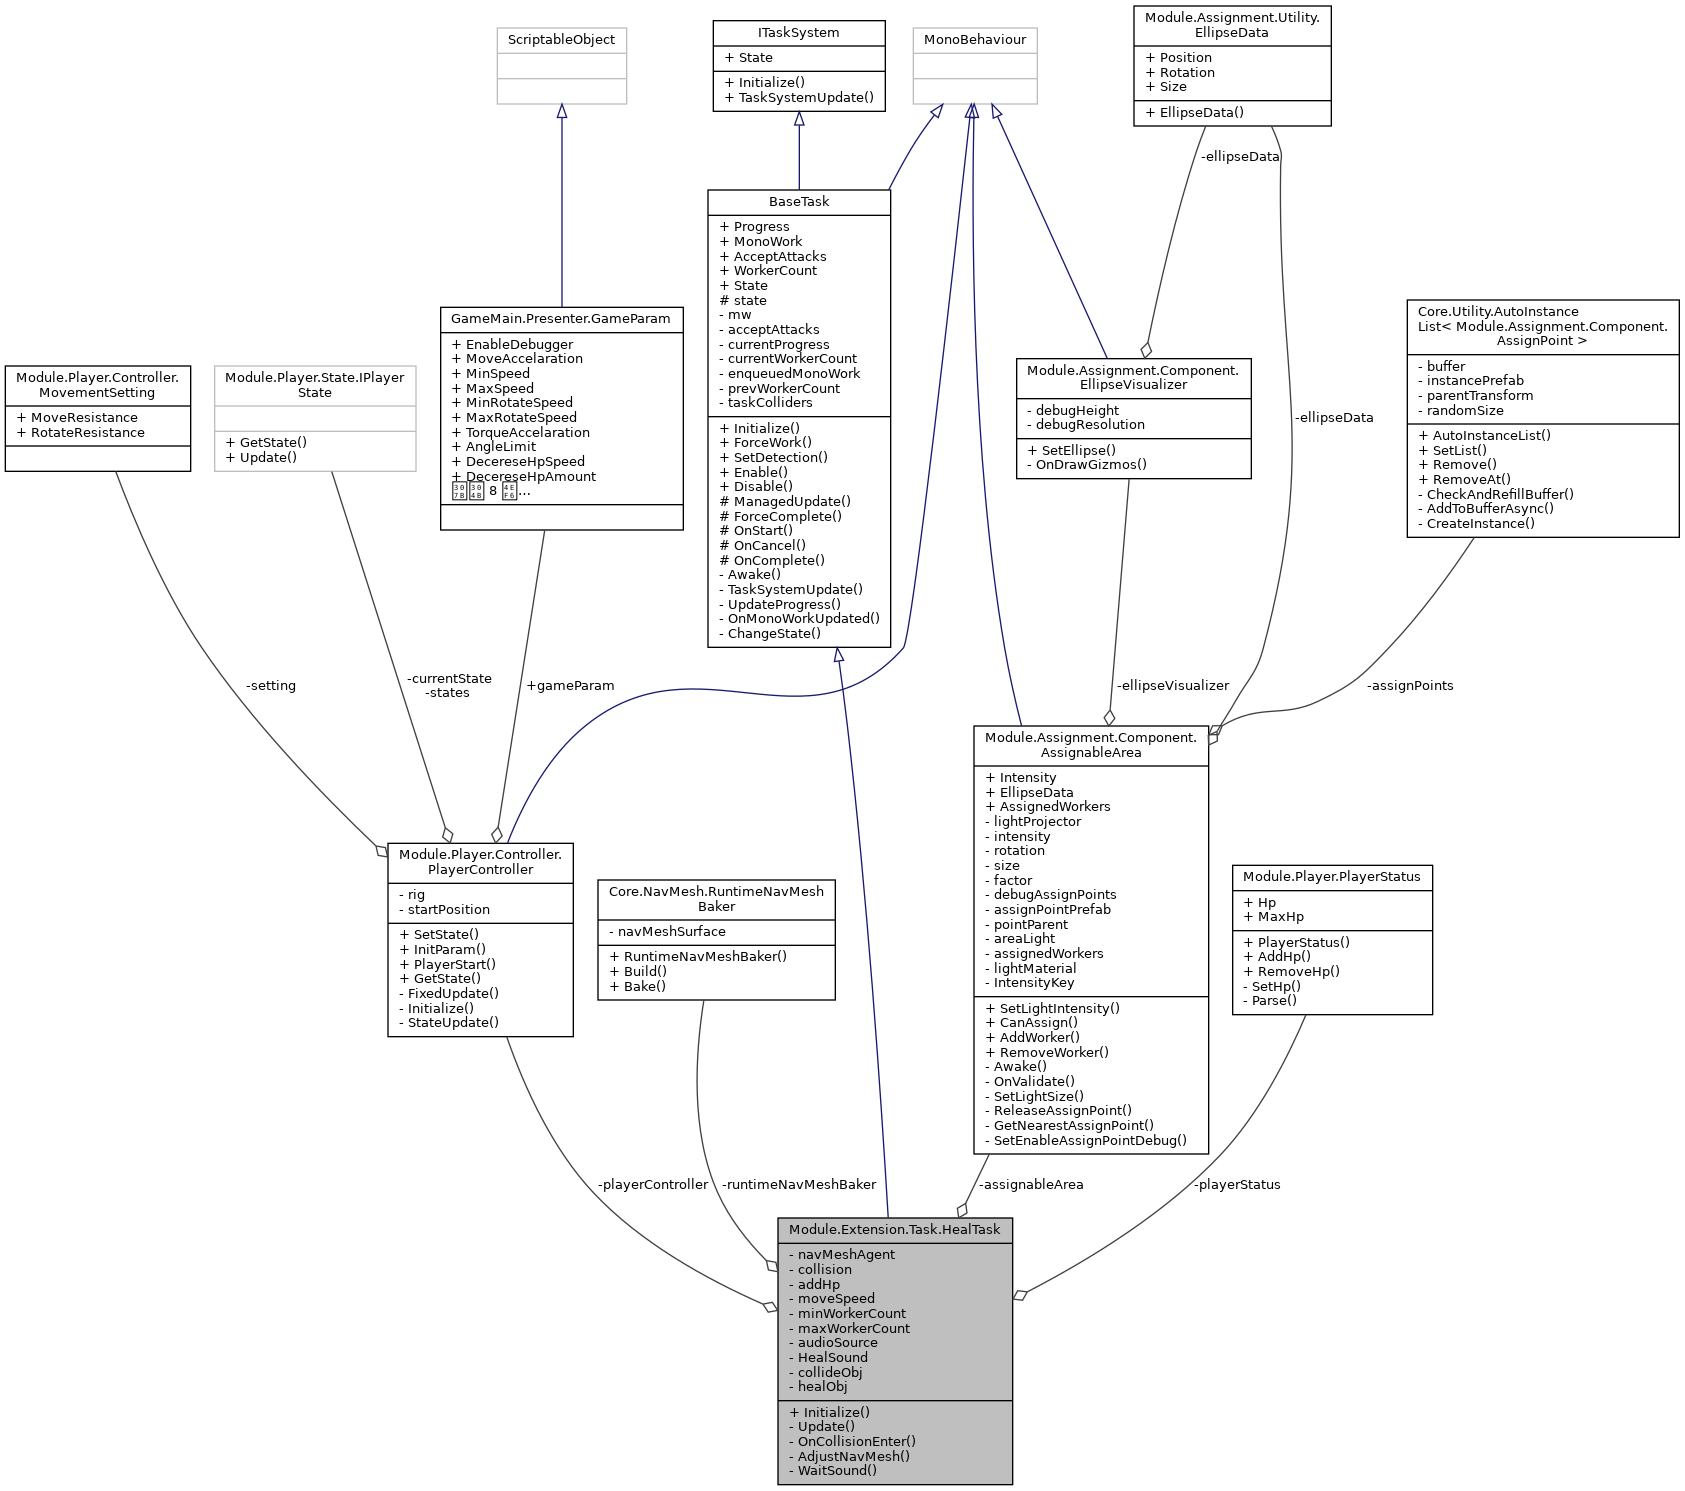 ScriptableObject
ITaskSystem
+ State
+ Initialize()
+ TaskSystemUpdate()
MonoBehaviour
Module.Assignment.Utility.
EllipseData
+ Position
+ Rotation
+ Size
+ EllipseData()
-ellipseData
BaseTask
+ Progress
+ MonoWork
+ AcceptAttacks
+ WorkerCount
+ State
# state
- mw
- acceptAttacks
- currentProgress
- currentWorkerCount
- enqueuedMonoWork
- prevWorkerCount
- taskColliders
+ Initialize()
+ ForceWork()
+ SetDetection()
+ Enable()
+ Disable()
# ManagedUpdate()
# ForceComplete()
# OnStart()
# OnCancel()
# OnComplete()
- Awake()
- TaskSystemUpdate()
- UpdateProgress()
- OnMonoWorkUpdated()
- ChangeState()
Module.Player.Controller.
MovementSetting
+ MoveResistance
+ RotateResistance
Module.Player.State.IPlayer
State
+ GetState()
+ Update()
GameMain.Presenter.GameParam
+ EnableDebugger
+ MoveAccelaration
+ MinSpeed
+ MaxSpeed
+ MinRotateSpeed
+ MaxRotateSpeed
+ TorqueAccelaration
+ AngleLimit
+ DecereseHpSpeed
+ DecereseHpAmount
8 ...
Module.Assignment.Component.
EllipseVisualizer
- debugHeight
- debugResolution
+ SetEllipse()
- OnDrawGizmos()
-ellipseData
Core.Utility.AutoInstance
List< Module.Assignment.Component.
AssignPoint >
- buffer
- instancePrefab
- parentTransform
- randomSize
+ AutoInstanceList()
+ SetList()
+ Remove()
+ RemoveAt()
- CheckAndRefillBuffer()
- AddToBufferAsync()
- CreateInstance()
-setting
-currentState
-states
+gameParam
-ellipseVisualizer
-assignPoints
Module.Player.Controller.
PlayerController
- rig
- startPosition
+ SetState()
+ InitParam()
+ PlayerStart()
+ GetState()
- FixedUpdate()
- Initialize()
- StateUpdate()
Core.NavMesh.RuntimeNavMesh
Baker
- navMeshSurface
+ RuntimeNavMeshBaker()
+ Build()
+ Bake()
Module.Assignment.Component.
AssignableArea
+ Intensity
+ EllipseData
+ AssignedWorkers
- lightProjector
- intensity
- rotation
- size
- factor
- debugAssignPoints
- assignPointPrefab
- pointParent
- areaLight
- assignedWorkers
- lightMaterial
- IntensityKey
+ SetLightIntensity()
+ CanAssign()
+ AddWorker()
+ RemoveWorker()
- Awake()
- OnValidate()
- SetLightSize()
- ReleaseAssignPoint()
- GetNearestAssignPoint()
- SetEnableAssignPointDebug()
Module.Player.PlayerStatus
+ Hp
+ MaxHp
+ PlayerStatus()
+ AddHp()
+ RemoveHp()
- SetHp()
- Parse()
-playerController
-runtimeNavMeshBaker
-assignableArea
-playerStatus
Module.Extension.Task.HealTask
- navMeshAgent
- collision
- addHp
- moveSpeed
- minWorkerCount
- maxWorkerCount
- audioSource
- HealSound
- collideObj
- healObj
+ Initialize()
- Update()
- OnCollisionEnter()
- AdjustNavMesh()
- WaitSound()